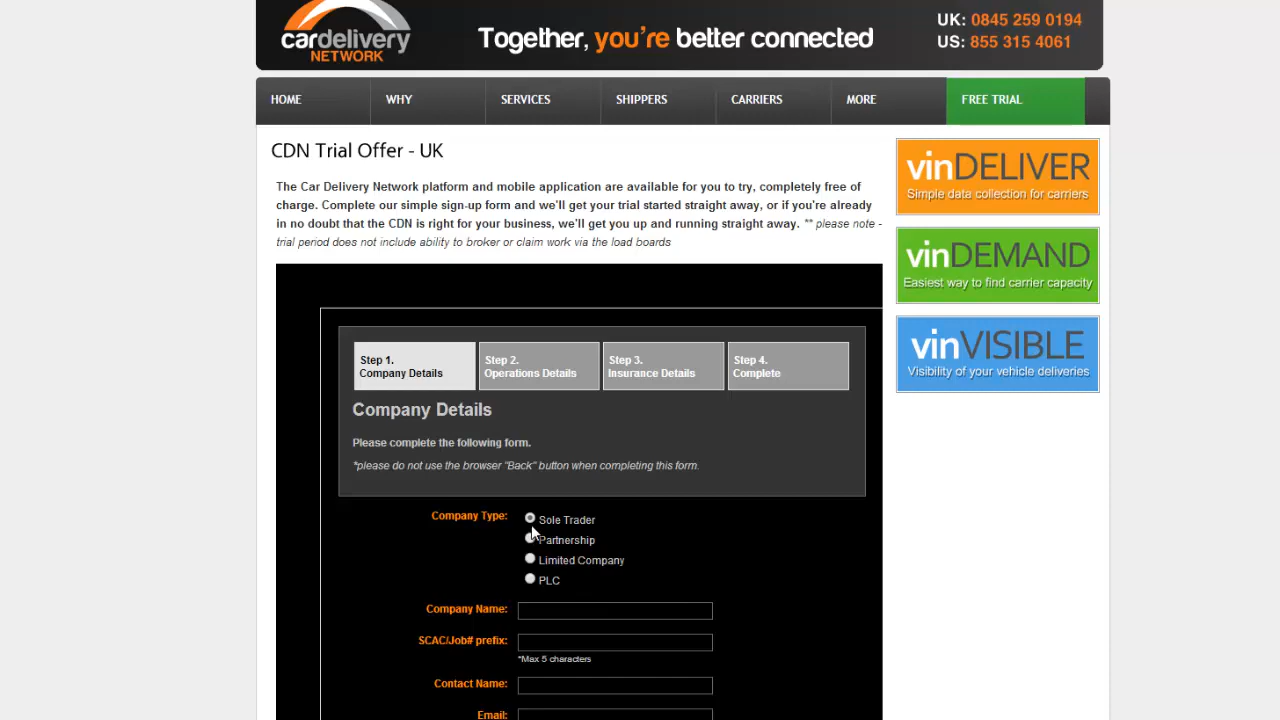 cardelivery
NETWORK
Together, you're better connected
UK: 0845 259 0194
US: 855 315 4061
HOME
WHY
SERVICES
SHIPPERS
CARRIERS
MORE
FREE TRIAL
CDN Trial Offer - UK
The Car Delivery Network platform and mobile application are available for you to try, completely free of
charge. Complete our simple sign-up form and we'll get your trial started straight away, or if you're already
in no doubt that the CDN is right for your business, we'll get you up and running straight away. ** please note -
trial period does not include ability to broker or claim work via the load boards
vinDELIVER
Simple data collection for carriers
vinDEMAND
Easiest way to find carrier capacity
vinVISIBLE
Visibility of your vehicle deliveries
Step 1.
Company Details
Step 2.
Operations Details
Step 3.
Insurance Details
Step 4.
Complete
Company Details
Please complete the following form.
*please do not use the browser "Back" button when completing this form.
Company Type:
Sole Trader
Partnership
Limited Company
PLC
Company Name:
SCAC/Job# prefix:
*Max 5 characters
Contact Name:
Email: